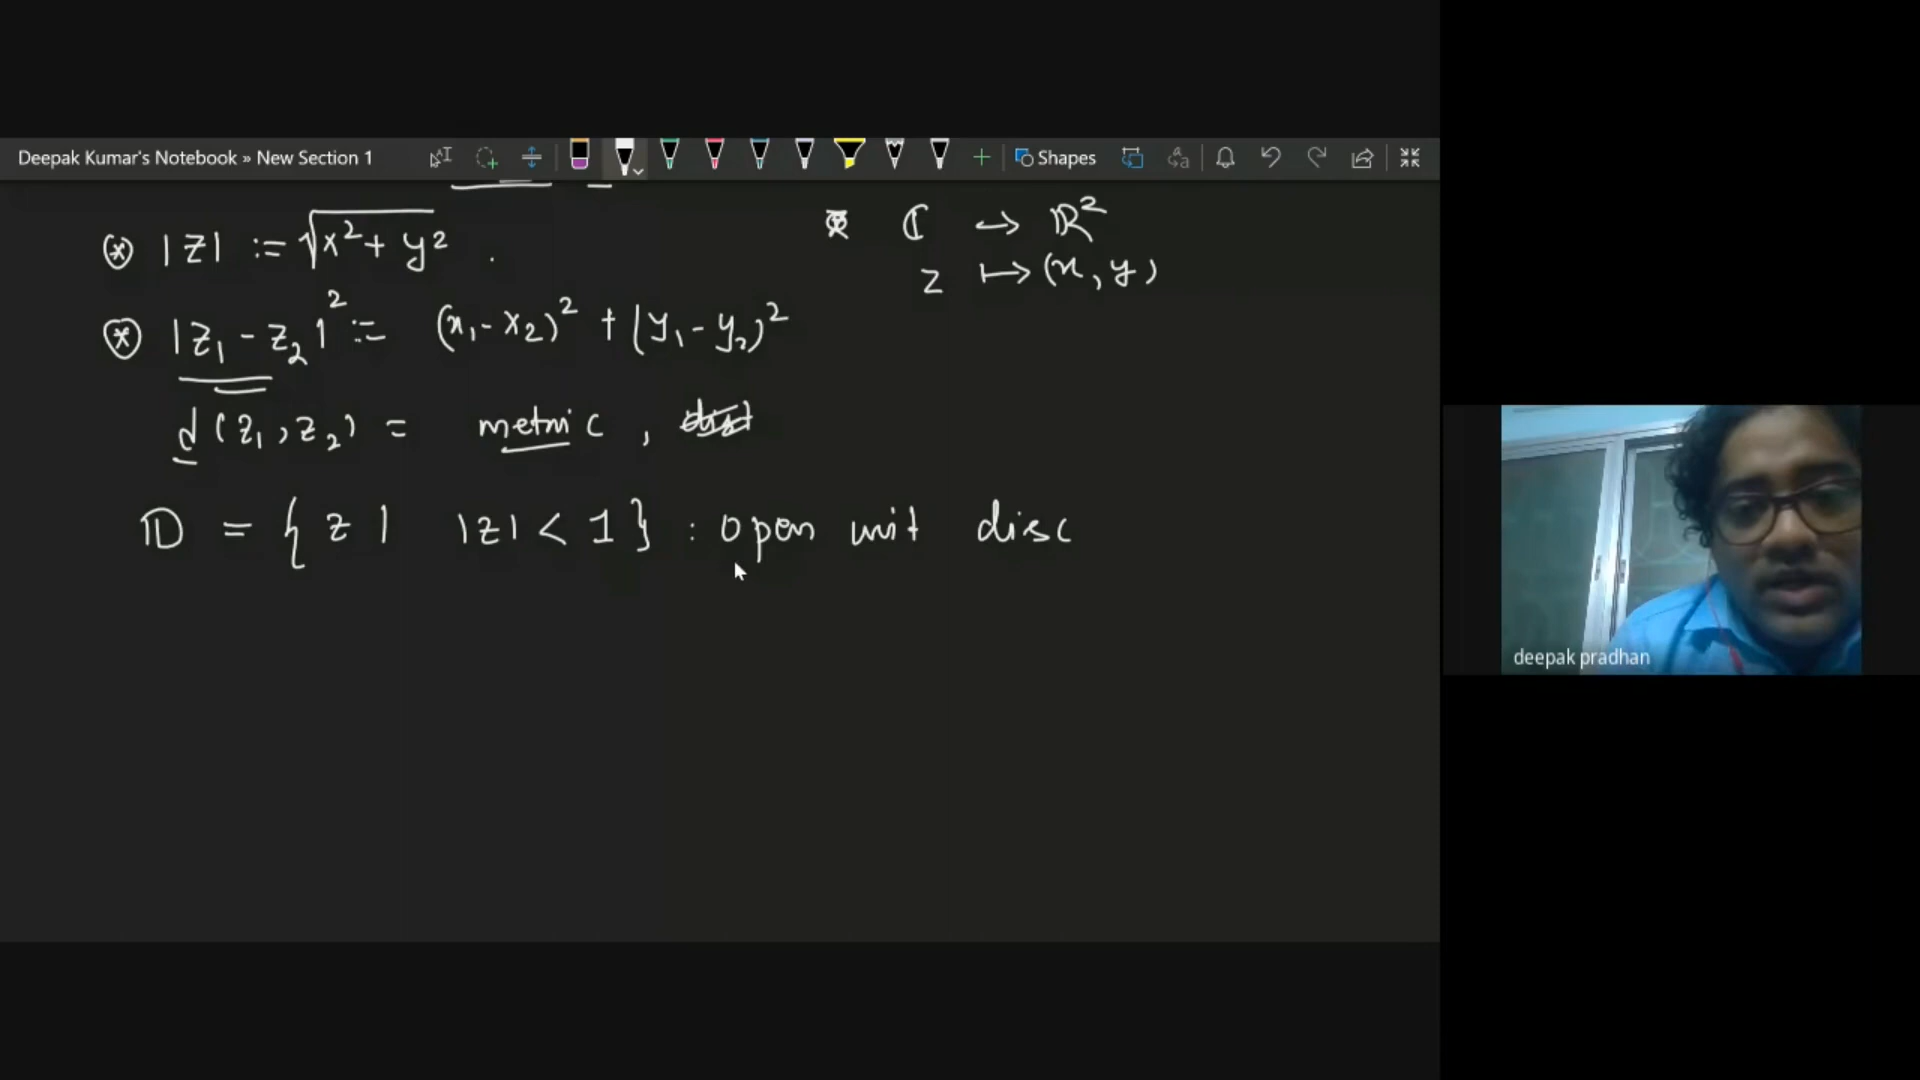 Deepak Kumar's Notebook » New Section 1
Shapes
⊛ |z| := √x² + y² .
ℂ ↔ ℝ²
z ↦ (x, y)
⊛ |z₁ - z₂|² := (x₁ - x₂)² + (y₁ - y₂)²
d(z₁, z₂) = metric ,
𝔻 = { z | |z| < 1 } : open unit disc
deepak pradhan